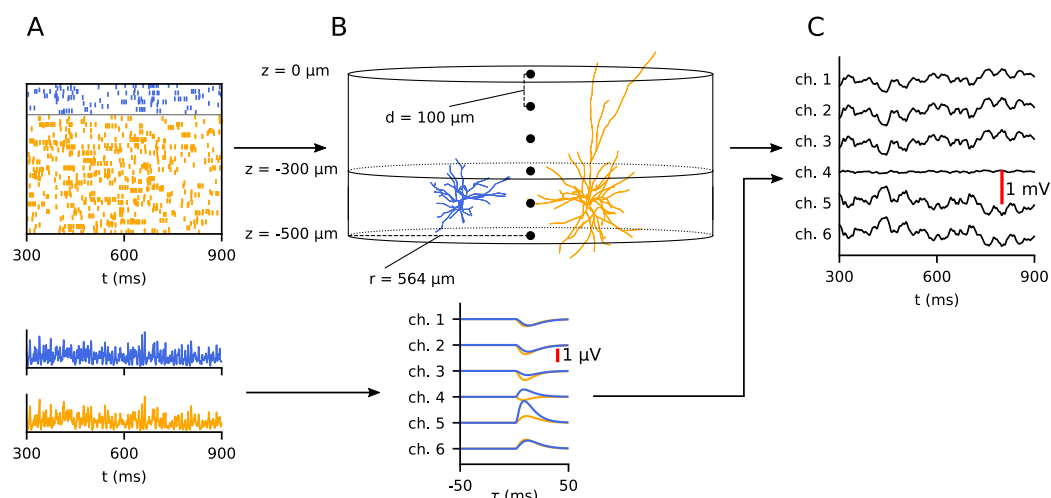 A
B
C
z = 0 µm
d = 100 µm
z = -300 µm
z = -500 µm
r = 564 µm
300 600 900
t (ms)
300 600 900
t (ms)
ch. 1
ch. 2
ch. 3
ch. 4
ch. 5
ch. 6
1 µV
-50 50
τ (ms)
ch. 1
ch. 2
ch. 3
ch. 4
ch. 5
ch. 6
1 mV
300 600 900
t (ms)